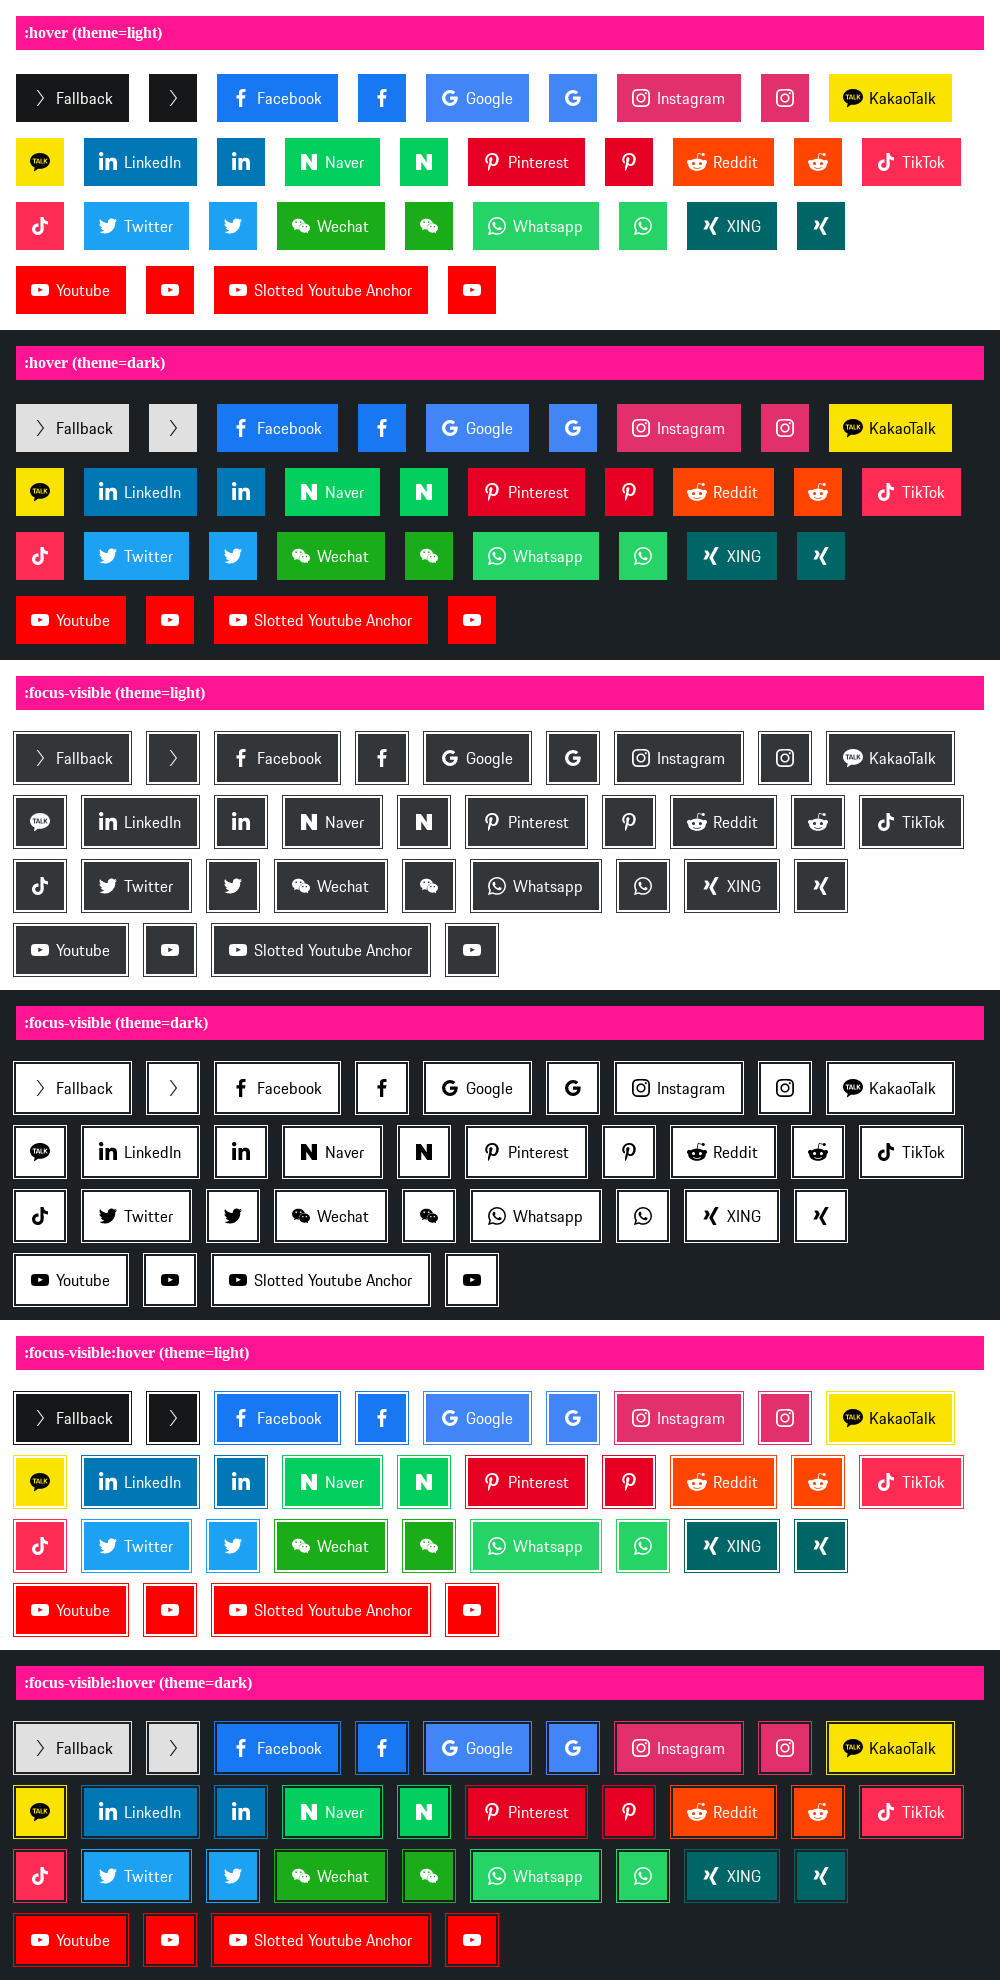 :hover (theme=light)
Fallback Facebook Google Instagram TALK KakaoTalk
TALK LinkedIn Naver Pinterest Reddit TikTok
Twitter Wechat Whatsapp XING
Youtube Slotted Youtube Anchor
:hover (theme=dark)
Fallback Facebook Google Instagram TALK KakaoTalk
TALK LinkedIn Naver Pinterest Reddit TikTok
Twitter Wechat Whatsapp XING
Youtube Slotted Youtube Anchor
:focus-visible (theme=light)
Fallback Facebook Google Instagram TALK KakaoTalk
TALK LinkedIn Naver Pinterest Reddit TikTok
Twitter Wechat Whatsapp XING
Youtube Slotted Youtube Anchor
:focus-visible (theme=dark)
Fallback Facebook Google Instagram TALK KakaoTalk
TALK LinkedIn Naver Pinterest Reddit TikTok
Twitter Wechat Whatsapp XING
Youtube Slotted Youtube Anchor
:focus-visible:hover (theme=light)
Fallback Facebook Google Instagram TALK KakaoTalk
TALK LinkedIn Naver Pinterest Reddit TikTok
Twitter Wechat Whatsapp XING
Youtube Slotted Youtube Anchor
:focus-visible:hover (theme=dark)
Fallback Facebook Google Instagram TALK KakaoTalk
TALK LinkedIn Naver Pinterest Reddit TikTok
Twitter Wechat Whatsapp XING
Youtube Slotted Youtube Anchor